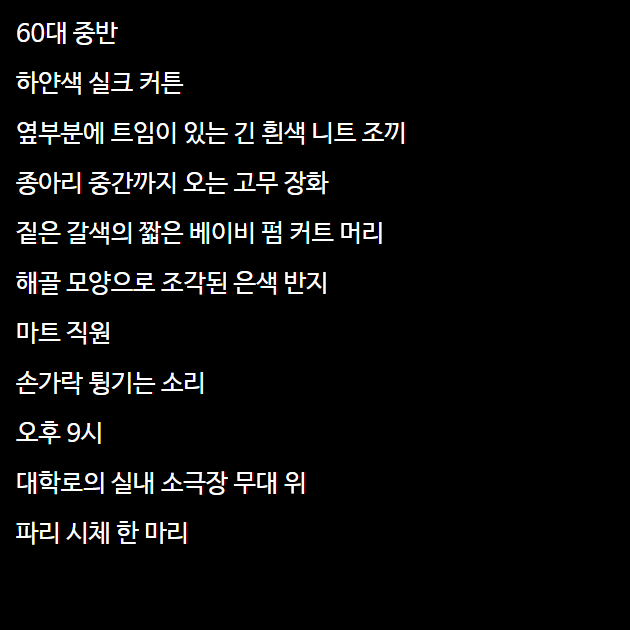 60대 중반
하얀색 실크 커튼
옆부분에 트임이 있는 긴 흰색 니트 조끼
종아리 중간까지 오는 고무 장화
짙은 갈색의 짧은 베이비 펌 커트 머리
해골 모양으로 조각된 은색 반지
마트 직원
손가락 튕기는 소리
오후 9시
대학로의 실내 소극장 무대 위
파리 시체 한 마리